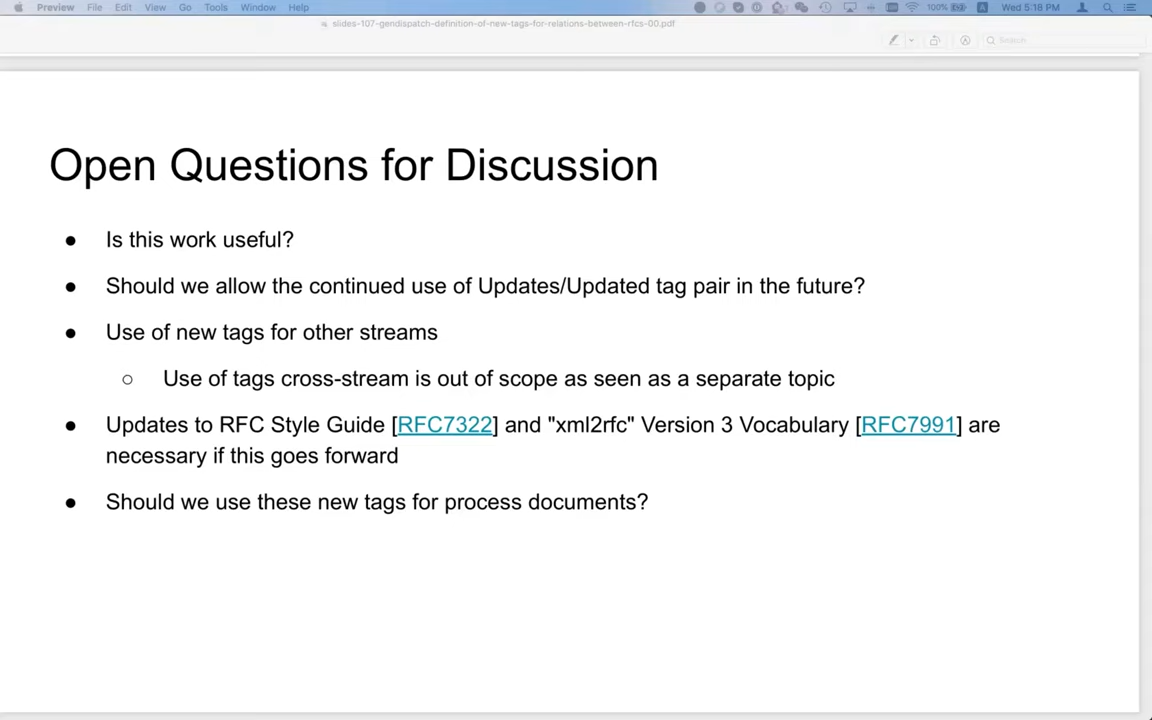 Preview File Edit View Go Tools Window Help 100% Wed 5:18 PM
slides-107-gendispatch-definition-of-new-tags-for-relations-between-rfcs-00.pdf
Search
Open Questions for Discussion
● Is this work useful?
● Should we allow the continued use of Updates/Updated tag pair in the future?
● Use of new tags for other streams
○ Use of tags cross-stream is out of scope as seen as a separate topic
● Updates to RFC Style Guide [RFC7322] and "xml2rfc" Version 3 Vocabulary [RFC7991] are
necessary if this goes forward
● Should we use these new tags for process documents?